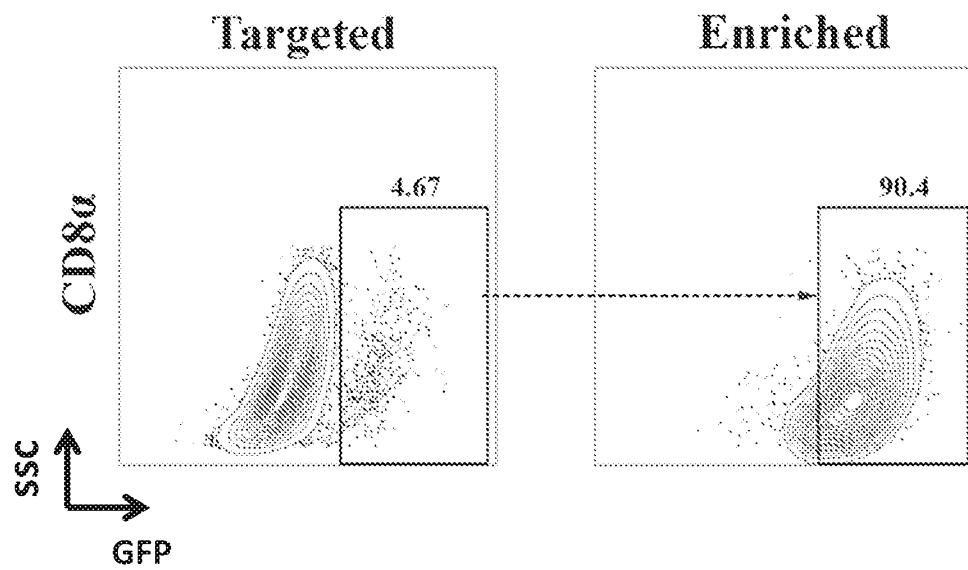 Targeted
Enriched
4.67
90.4
CD8α
SSC
GFP